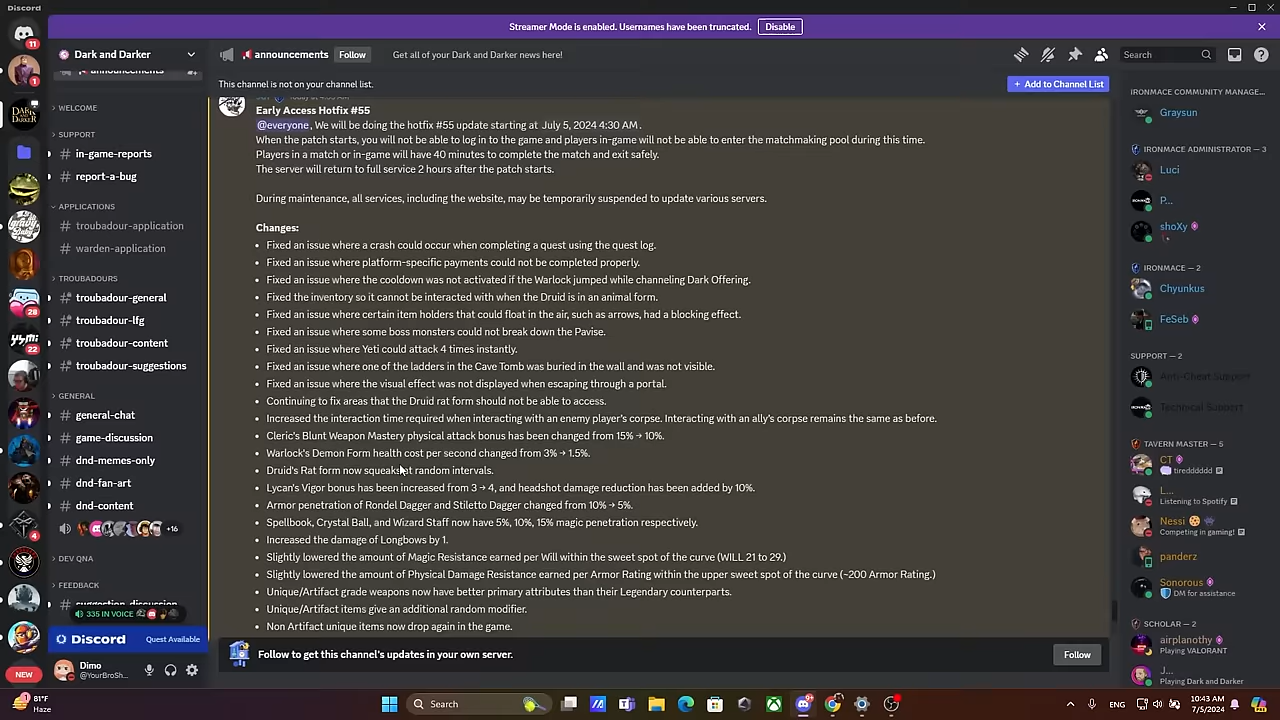 Discord
Streamer Mode is enabled. Usernames have been truncated. Disable
Dark and Darker
announcements Follow Get all of your Dark and Darker news here!
Search
This channel is not on your channel list.
+ Add to Channel List
announcements
WELCOME
SUPPORT
in-game-reports
report-a-bug
APPLICATIONS
troubadour-application
warden-application
TROUBADOURS
troubadour-general
troubadour-lfg
troubadour-content
troubadour-suggestions
GENERAL
general-chat
game-discussion
dnd-memes-only
dnd-fan-art
dnd-content
+16
DEV QNA
FEEDBACK
suggestion-discussion
335 IN VOICE
Discord Quest Available
Dimo
@YourBroSh...
11
1
DARK AND DARKER
28
22
4
NEW
Early Access Hotfix #55
@everyone, We will be doing the hotfix #55 update starting at July 5, 2024 4:30 AM .
When the patch starts, you will not be able to log in to the game and players in-game will not be able to enter the matchmaking pool during this time.
Players in a match or in-game will have 40 minutes to complete the match and exit safely.
The server will return to full service 2 hours after the patch starts.
During maintenance, all services, including the website, may be temporarily suspended to update various servers.
Changes:
• Fixed an issue where a crash could occur when completing a quest using the quest log.
• Fixed an issue where platform-specific payments could not be completed properly.
• Fixed an issue where the cooldown was not activated if the Warlock jumped while channeling Dark Offering.
• Fixed the inventory so it cannot be interacted with when the Druid is in an animal form.
• Fixed an issue where certain item holders that could float in the air, such as arrows, had a blocking effect.
• Fixed an issue where some boss monsters could not break down the Pavise.
• Fixed an issue where Yeti could attack 4 times instantly.
• Fixed an issue where one of the ladders in the Cave Tomb was buried in the wall and was not visible.
• Fixed an issue where the visual effect was not displayed when escaping through a portal.
• Continuing to fix areas that the Druid rat form should not be able to access.
• Increased the interaction time required when interacting with an enemy player's corpse. Interacting with an ally's corpse remains the same as before.
• Cleric's Blunt Weapon Mastery physical attack bonus has been changed from 15% → 10%.
• Warlock's Demon Form health cost per second changed from 3% → 1.5%.
• Druid's Rat form now squeaks at random intervals.
• Lycan's Vigor bonus has been increased from 3 → 4, and headshot damage reduction has been added by 10%.
• Armor penetration of Rondel Dagger and Stiletto Dagger changed from 10% → 5%.
• Spellbook, Crystal Ball, and Wizard Staff now have 5%, 10%, 15% magic penetration respectively.
• Increased the damage of Longbows by 1.
• Slightly lowered the amount of Magic Resistance earned per Will within the sweet spot of the curve (WILL 21 to 29.)
• Slightly lowered the amount of Physical Damage Resistance earned per Armor Rating within the upper sweet spot of the curve (~200 Armor Rating.)
• Unique/Artifact grade weapons now have better primary attributes than their Legendary counterparts.
• Unique/Artifact items give an additional random modifier.
• Non Artifact unique items now drop again in the game.
Follow to get this channel's updates in your own server. Follow
IRONMACE COMMUNITY MANAGE...
Graysun
IRONMACE ADMINISTRATOR — 3
Luci
P...
shoXy
IRONMACE — 2
Chyunkus
FeSeb
SUPPORT — 2
Anti-Cheat Support
Technical Support
TAVERN MASTER — 5
CT
tireddddd
L...
Listening to Spotify
Nessi
Competing in gaming!
panderz
Sonorous
DM for assistance
SCHOLAR — 2
airplanothy
Playing VALORANT
J...
Playing Dark and Darker
81°F
Haze
Search
ENG
10:43 AM
7/5/2024